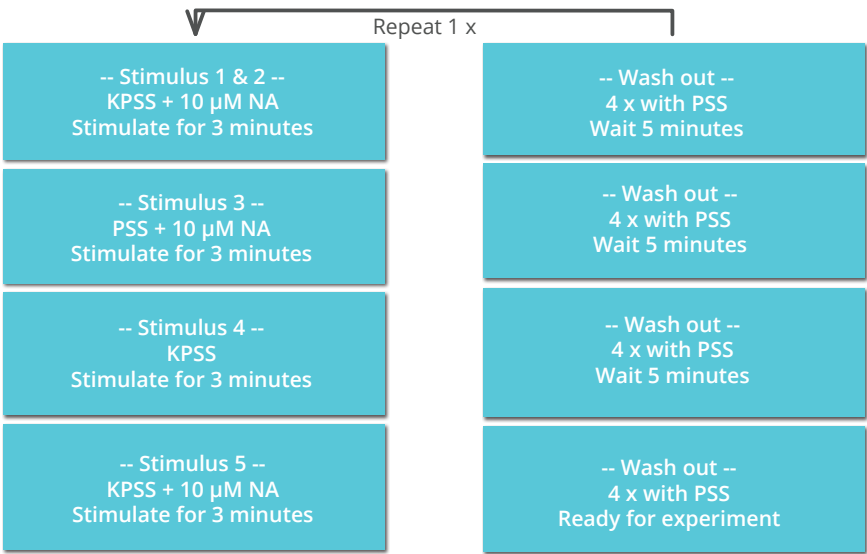 Repeat 1 x
-- Stimulus 1 & 2 --
KPSS + 10 µM NA
Stimulate for 3 minutes
-- Wash out --
4 x with PSS
Wait 5 minutes
-- Stimulus 3 --
PSS + 10 µM NA
Stimulate for 3 minutes
-- Wash out --
4 x with PSS
Wait 5 minutes
-- Stimulus 4 --
KPSS
Stimulate for 3 minutes
-- Wash out --
4 x with PSS
Wait 5 minutes
-- Stimulus 5 --
KPSS + 10 µM NA
Stimulate for 3 minutes
-- Wash out --
4 x with PSS
Ready for experiment